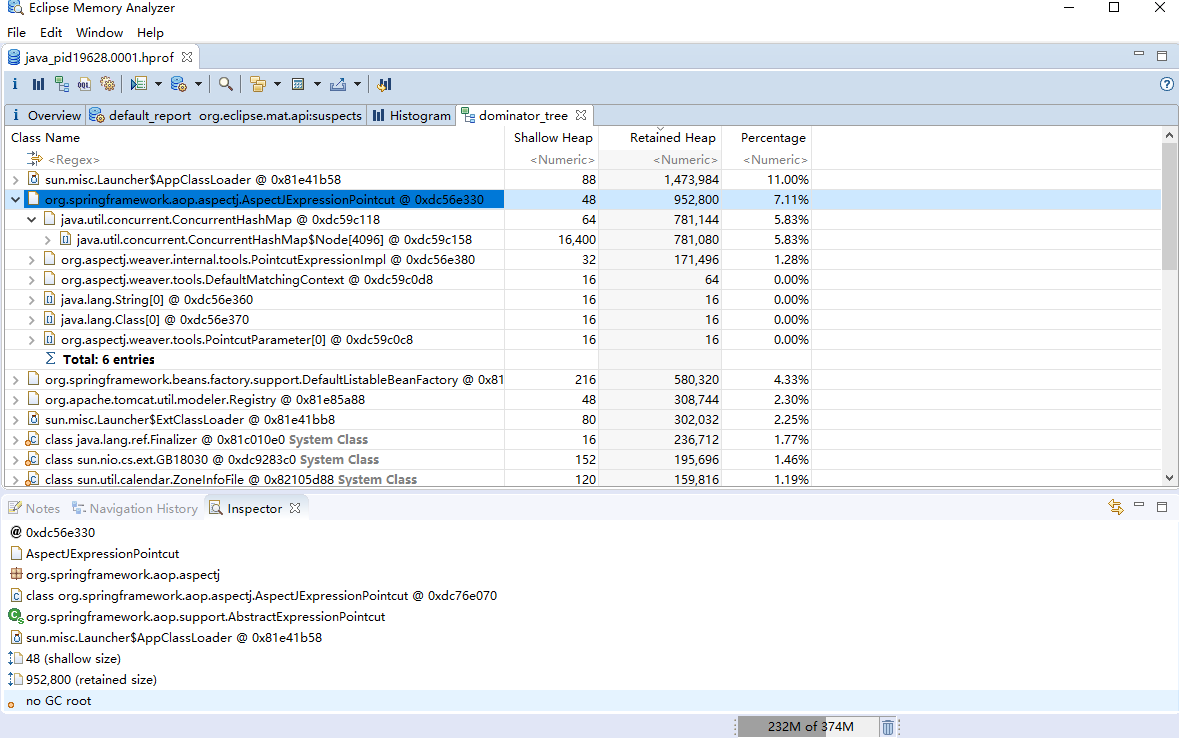 Eclipse Memory Analyzer
File Edit Window Help
java_pid19628.0001.hprof
i OQL
i Overview default_report org.eclipse.mat.api:suspects Histogram dominator_tree
Class Name Shallow Heap Retained Heap Percentage
<Regex> <Numeric> <Numeric> <Numeric>
sun.misc.Launcher$AppClassLoader @ 0x81e41b58 88 1,473,984 11.00%
org.springframework.aop.aspectj.AspectJExpressionPointcut @ 0xdc56e330 48 952,800 7.11%
java.util.concurrent.ConcurrentHashMap @ 0xdc59c118 64 781,144 5.83%
java.util.concurrent.ConcurrentHashMap$Node[4096] @ 0xdc59c158 16,400 781,080 5.83%
org.aspectj.weaver.internal.tools.PointcutExpressionImpl @ 0xdc56e380 32 171,496 1.28%
org.aspectj.weaver.tools.DefaultMatchingContext @ 0xdc59c0d8 16 64 0.00%
java.lang.String[0] @ 0xdc56e360 16 16 0.00%
java.lang.Class[0] @ 0xdc56e370 16 16 0.00%
org.aspectj.weaver.tools.PointcutParameter[0] @ 0xdc59c0c8 16 16 0.00%
Σ Total: 6 entries
org.springframework.beans.factory.support.DefaultListableBeanFactory @ 0x81 216 580,320 4.33%
org.apache.tomcat.util.modeler.Registry @ 0x81e85a88 48 308,744 2.30%
sun.misc.Launcher$ExtClassLoader @ 0x81e41bb8 80 302,032 2.25%
class java.lang.ref.Finalizer @ 0x81c010e0 System Class 16 236,712 1.77%
class sun.nio.cs.ext.GB18030 @ 0xdc9283c0 System Class 152 195,696 1.46%
class sun.util.calendar.ZoneInfoFile @ 0x82105d88 System Class 120 159,816 1.19%
Notes Navigation History Inspector
@ 0xdc56e330
AspectJExpressionPointcut
org.springframework.aop.aspectj
class org.springframework.aop.aspectj.AspectJExpressionPointcut @ 0xdc76e070
org.springframework.aop.support.AbstractExpressionPointcut
sun.misc.Launcher$AppClassLoader @ 0x81e41b58
48 (shallow size)
952,800 (retained size)
no GC root
232M of 374M